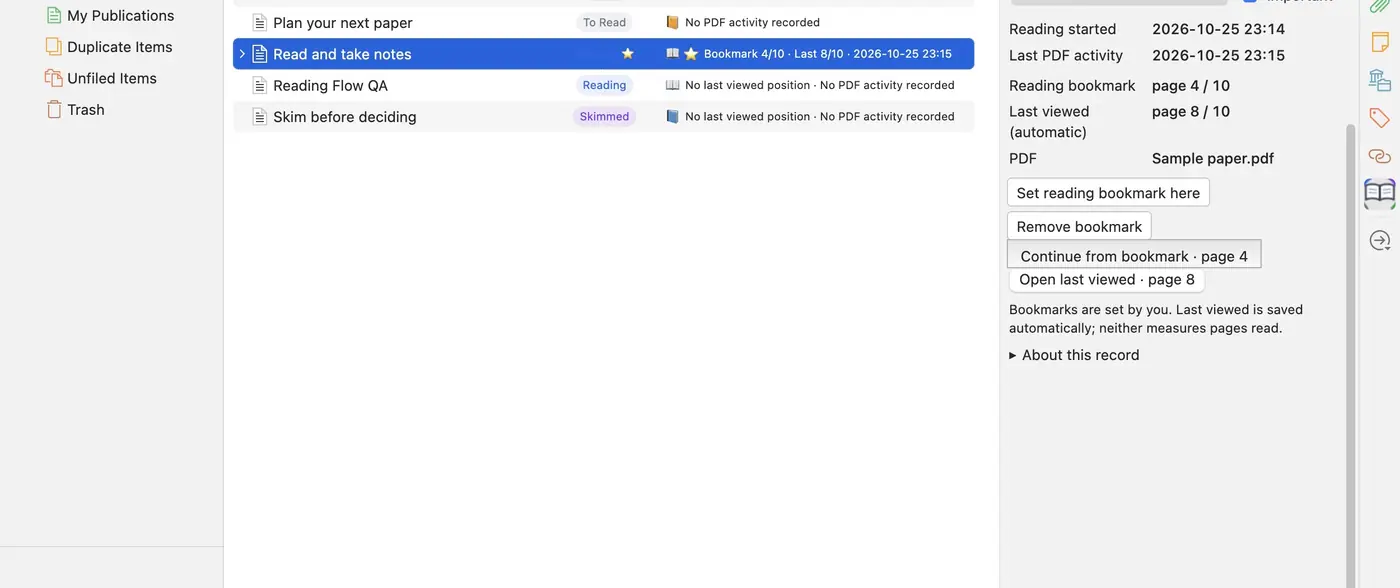 My Publications
Duplicate Items
Unfiled Items
Trash
Plan your next paper To Read No PDF activity recorded
Read and take notes Bookmark 4/10 · Last 8/10 · 2026-10-25 23:15
Reading Flow QA Reading No last viewed position · No PDF activity recorded
Skim before deciding Skimmed No last viewed position · No PDF activity recorded
Reading started 2026-10-25 23:14
Last PDF activity 2026-10-25 23:15
Reading bookmark page 4 / 10
Last viewed page 8 / 10
(automatic)
PDF Sample paper.pdf
Set reading bookmark here
Remove bookmark
Continue from bookmark · page 4
Open last viewed · page 8
Bookmarks are set by you. Last viewed is saved
automatically; neither measures pages read.
About this record